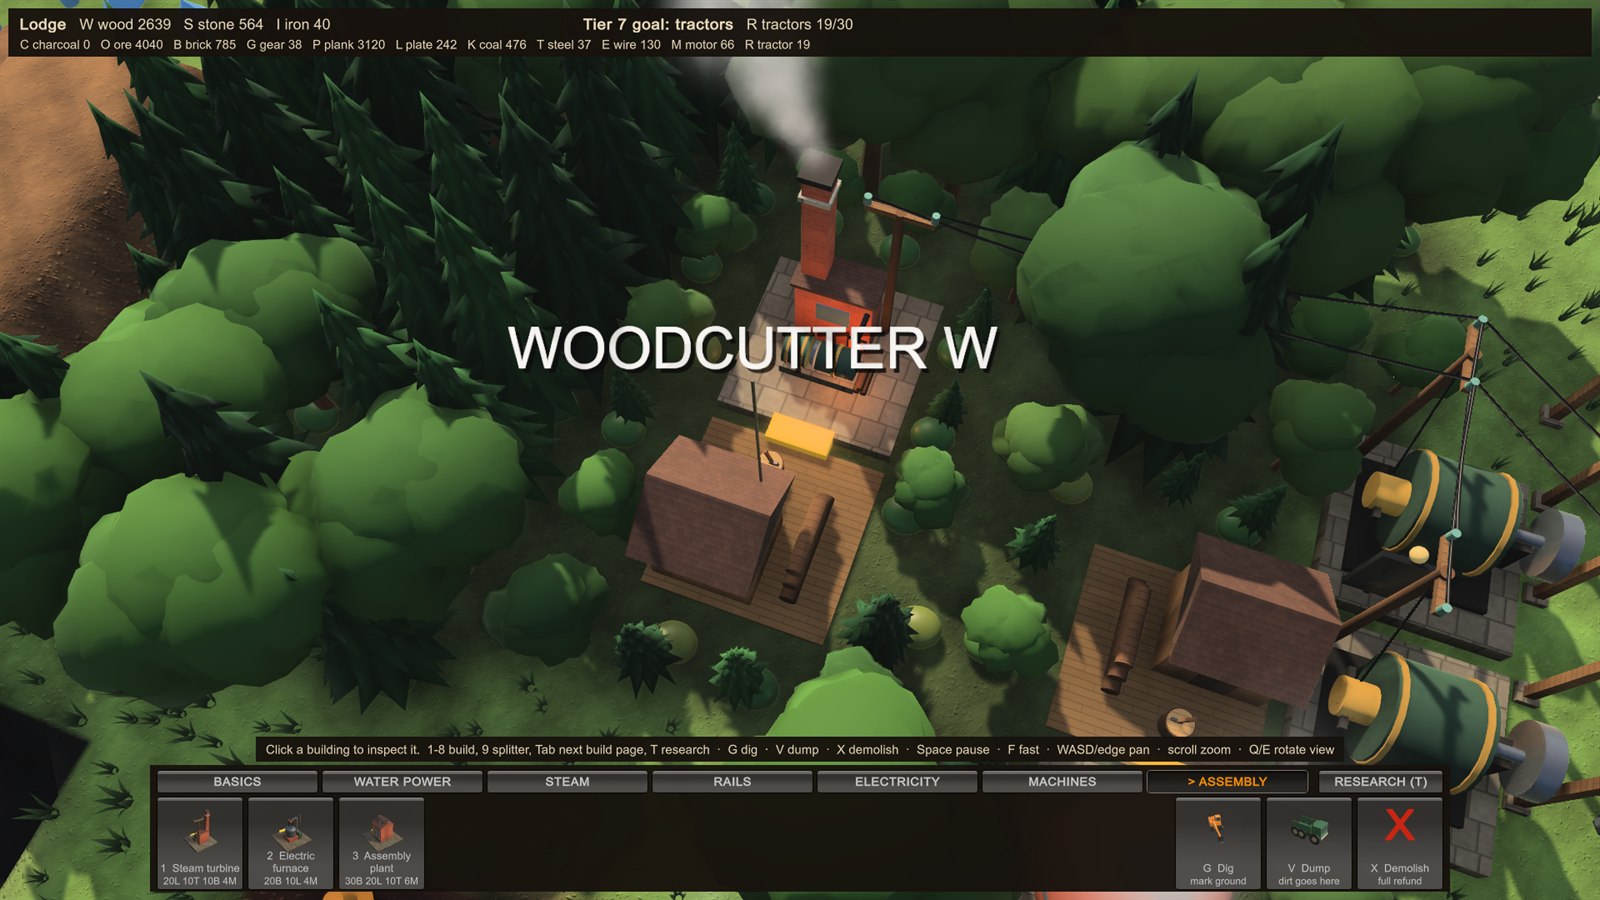 Lodge W wood 2639 S stone 564 I iron 40 Tier 7 goal: tractors R tractors 19/30
C charcoal 0 O ore 4040 B brick 785 G gear 38 P plank 3120 L plate 242 K coal 476 T steel 37 E wire 130 M motor 66 R tractor 19
WOODCUTTER W
Click a building to inspect it. 1-8 build, 9 splitter, Tab next build page, T research · G dig · V dump · X demolish · Space pause · F fast · WASD/edge pan · scroll zoom · Q/E rotate view
BASICS WATER POWER STEAM RAILS ELECTRICITY MACHINES > ASSEMBLY RESEARCH (T)
1 Steam turbine
20L 10T 10B 4M
2 Electric
furnace
20B 10L 4M
3 Assembly
plant
30B 20L 10T 6M
G Dig
mark ground
V Dump
dirt goes here
X
X Demolish
full refund